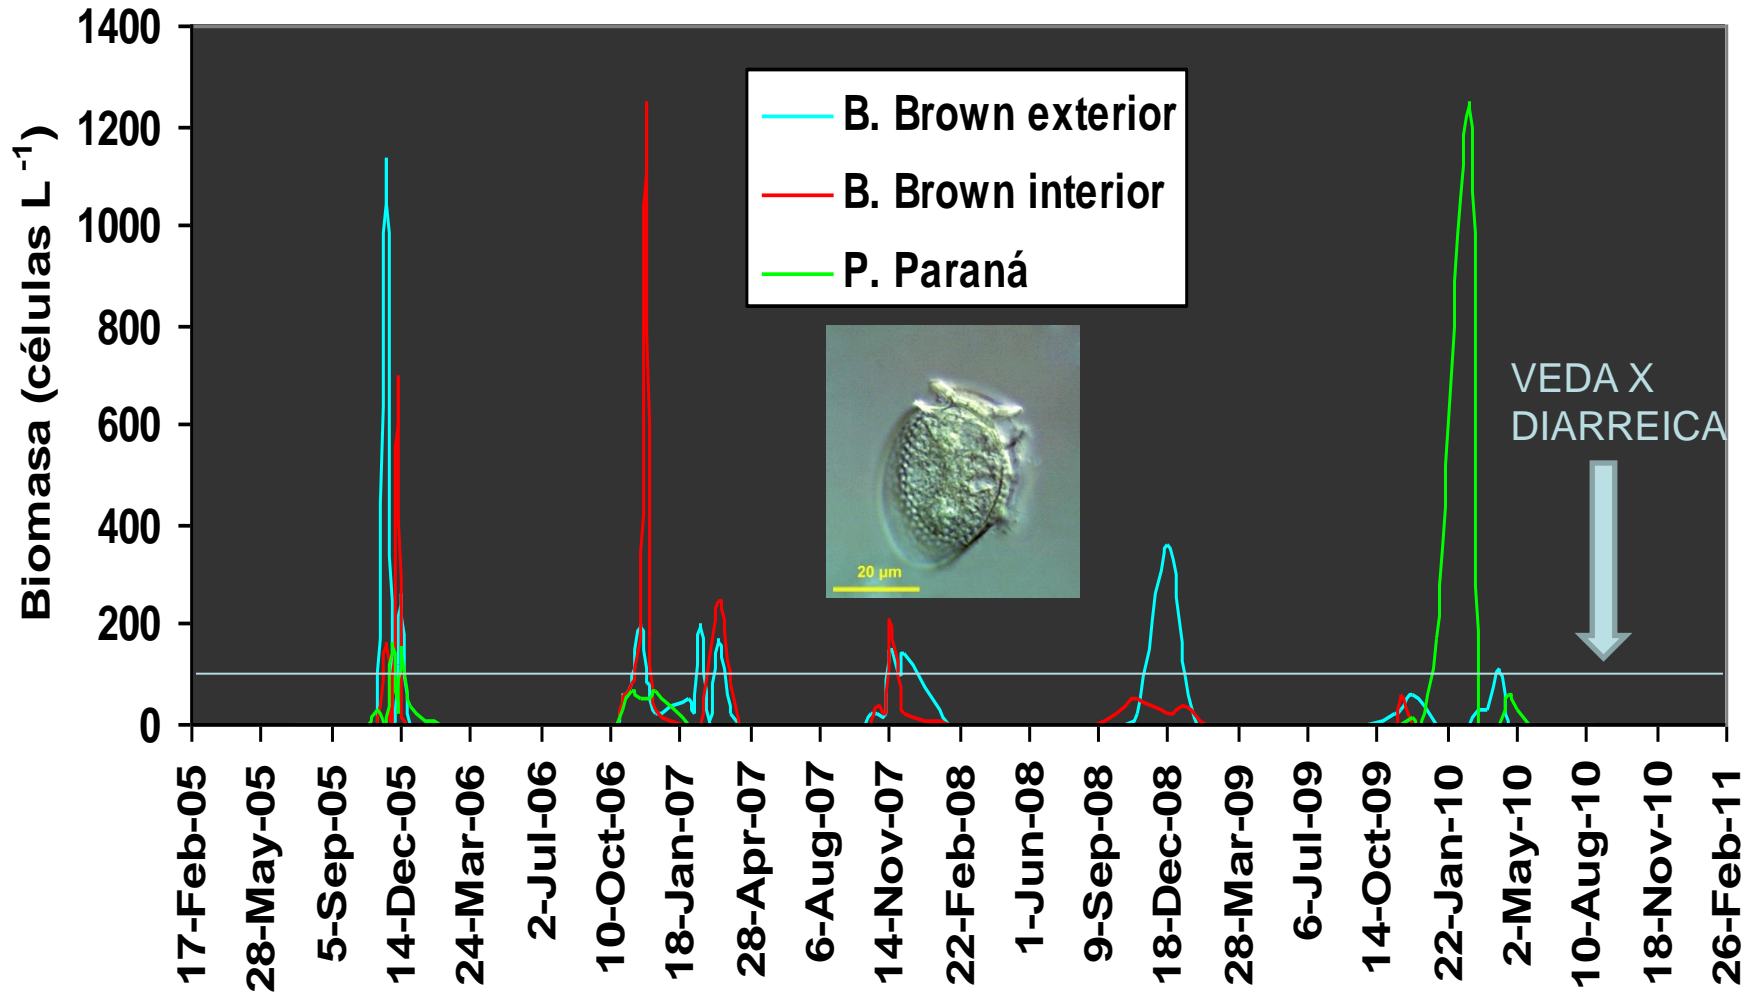 1400
1200
1000
800
600
400
200
0
Biomasa (células L -1)
B. Brown exterior
B. Brown interior
P. Paraná
20 µm
VEDA X
DIARREICA
17-Feb-05
28-May-05
5-Sep-05
14-Dec-05
24-Mar-06
2-Jul-06
10-Oct-06
18-Jan-07
28-Apr-07
6-Aug-07
14-Nov-07
22-Feb-08
1-Jun-08
9-Sep-08
18-Dec-08
28-Mar-09
6-Jul-09
14-Oct-09
22-Jan-10
2-May-10
10-Aug-10
18-Nov-10
26-Feb-11